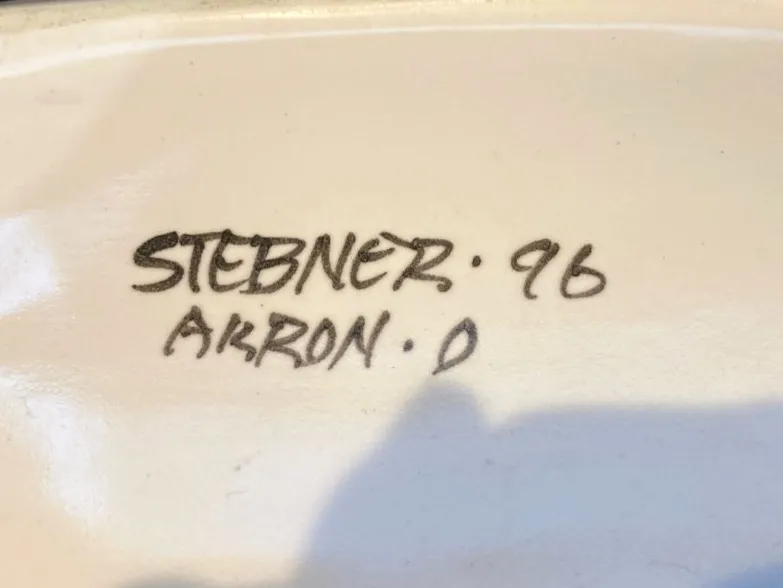 STEBNER · 96
AKRON · O